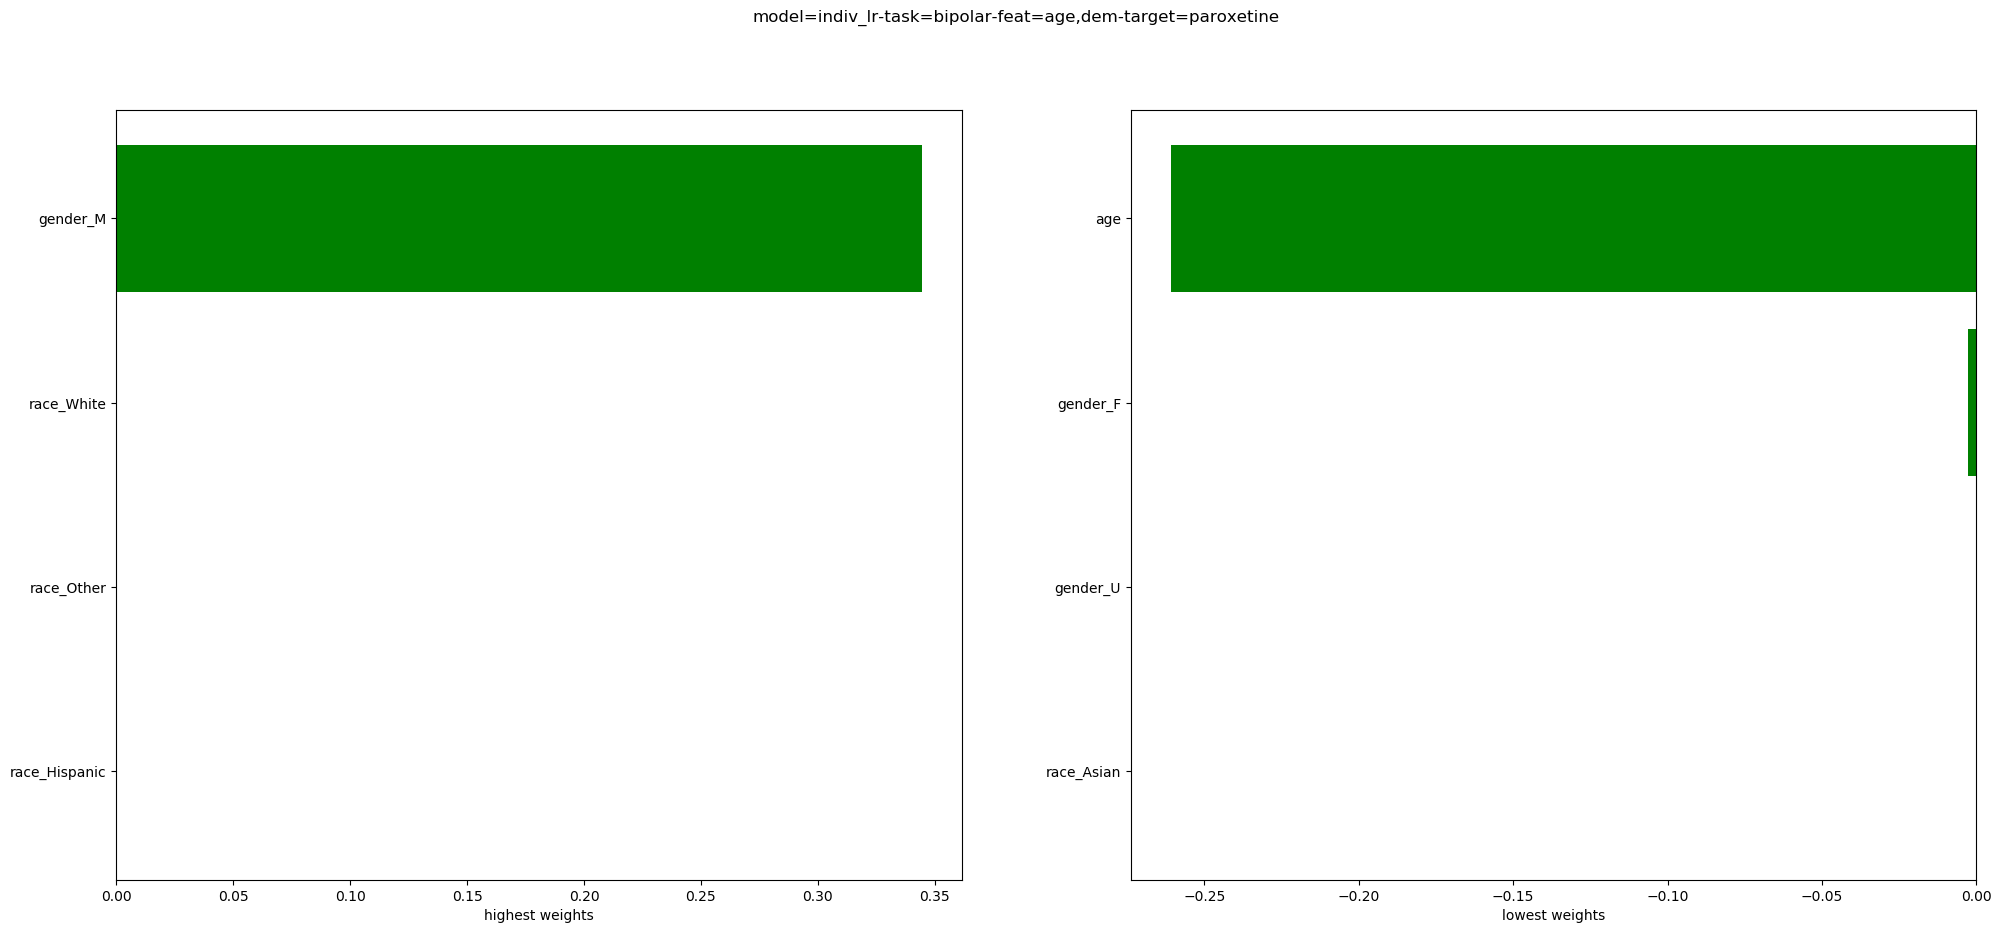 model=indiv_lr-task=bipolar-feat=age,dem-target=paroxetine
gender_M
race_White
race_Other
race_Hispanic
0.00 0.05 0.10 0.15 0.20 0.25 0.30 0.35
highest weights
age
gender_F
gender_U
race_Asian
−0.25 −0.20 −0.15 −0.10 −0.05 0.00
lowest weights